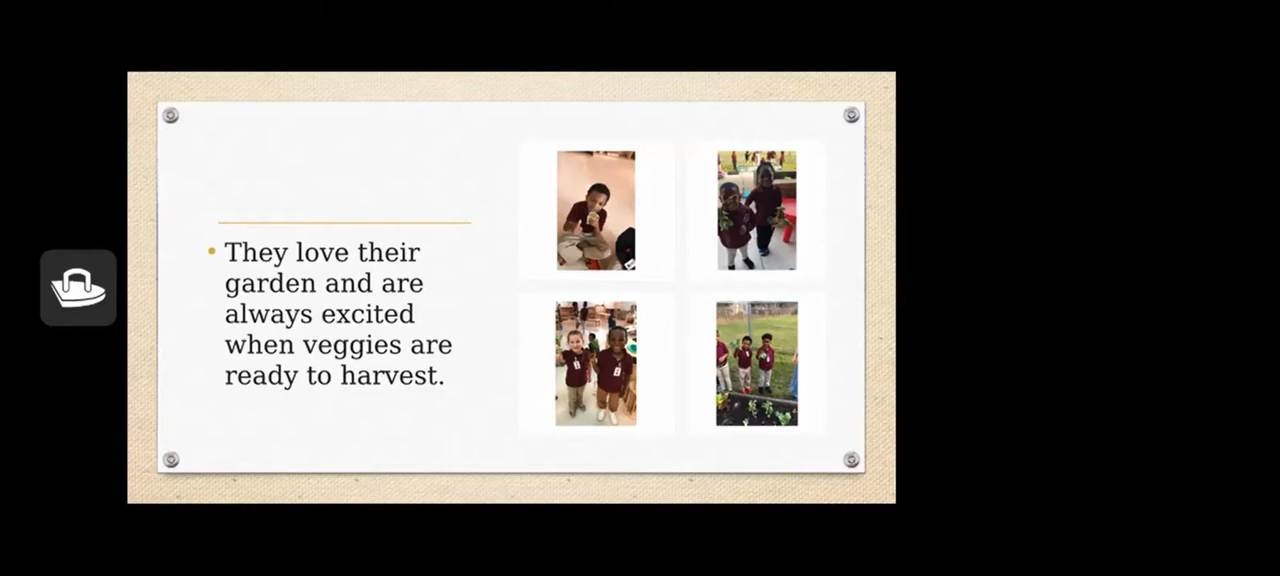 • They love their
garden and are
always excited
when veggies are
ready to harvest.